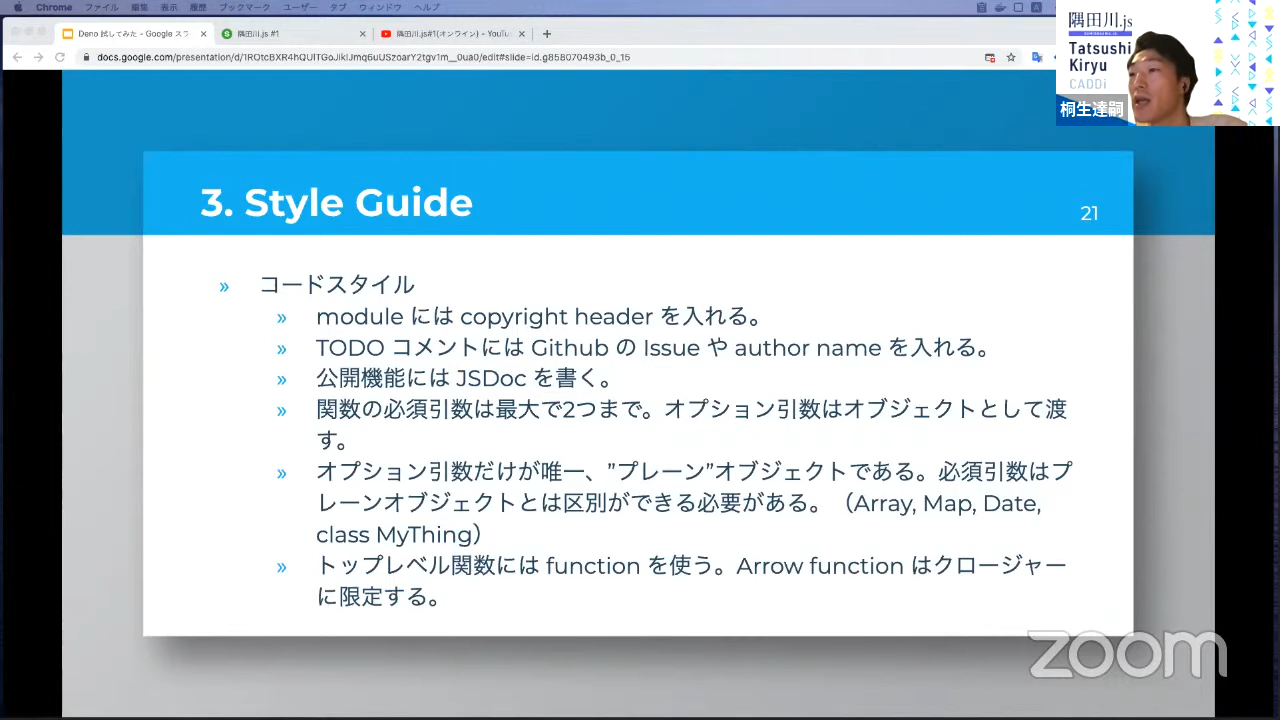 Chrome ファイル 編集 表示 履歴 ブックマーク ユーザー タブ ウィンドウ ヘルプ
Deno 試してみた - Google スラ
隅田川.js #1
隅田川.js#1(オンライン) - YouTu
隅田川.js
Tatsushi
Kiryu
CADDi
桐生達嗣
3. Style Guide
21
» コードスタイル
» module には copyright header を入れる。
» TODO コメントには Github の Issue や author name を入れる。
» 公開機能には JSDoc を書く。
» 関数の必須引数は最大で2つまで。オプション引数はオブジェクトとして渡
す。
» オプション引数だけが唯一、”プレーン”オブジェクトである。必須引数はプ
レーンオブジェクトとは区別ができる必要がある。（Array, Map, Date,
class MyThing）
» トップレベル関数には function を使う。Arrow function はクロージャー
に限定する。
zoom